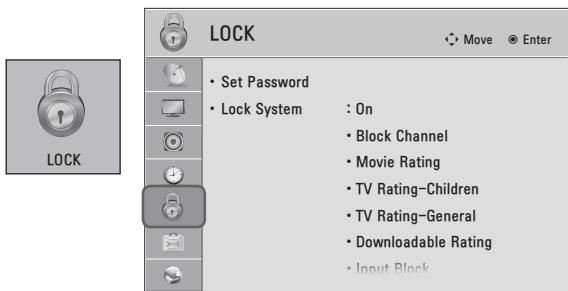 LOCK
LOCK
Move Enter
• Set Password
• Lock System : On
• Block Channel
• Movie Rating
• TV Rating-Children
• TV Rating-General
• Downloadable Rating
• Input Block